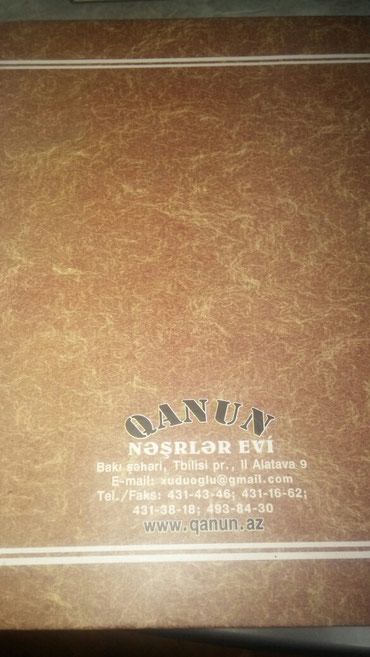 QANUN
NƏŞRLƏR EVİ
Bakı şəhəri, Tbilisi pr., II Alatava 9
E-mail: xuduoglu@gmail.com
Tel./Faks: 431-43-46; 431-16-62;
431-38-18; 493-84-30
www.qanun.az